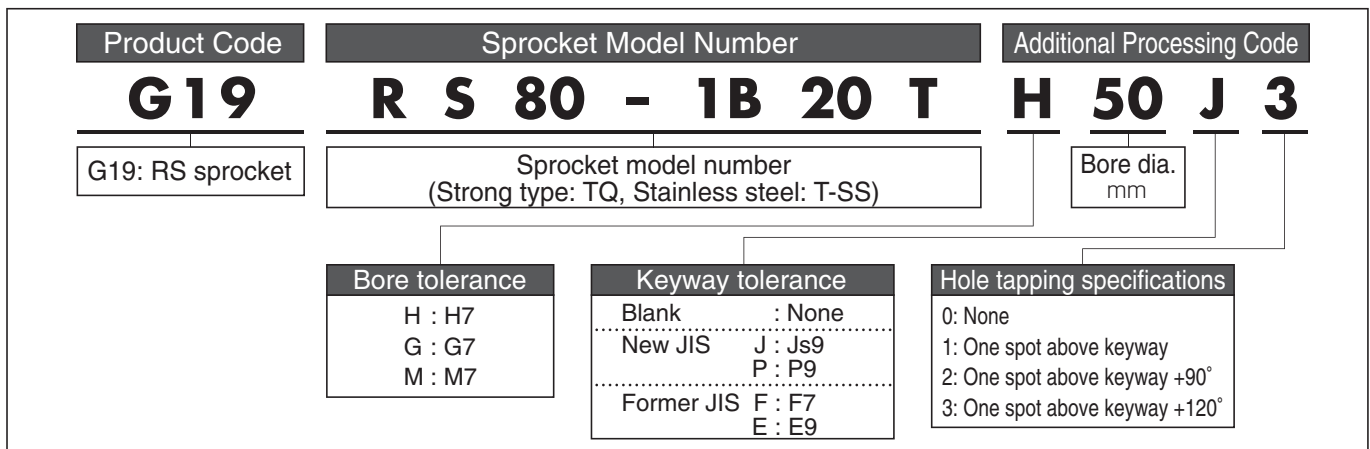 Product Code Sprocket Model Number Additional Processing Code
G19 R S 80 – 1B 20 T H 50 J 3
G19: RS sprocket
Sprocket model number
(Strong type: TQ, Stainless steel: T-SS)
Bore dia.
mm
Bore tolerance
H : H7
G : G7
M : M7
Keyway tolerance
Blank : None
New JIS J : Js9
P : P9
Former JIS F : F7
E : E9
Hole tapping specifications
0: None
1: One spot above keyway
2: One spot above keyway +90˚
3: One spot above keyway +120˚